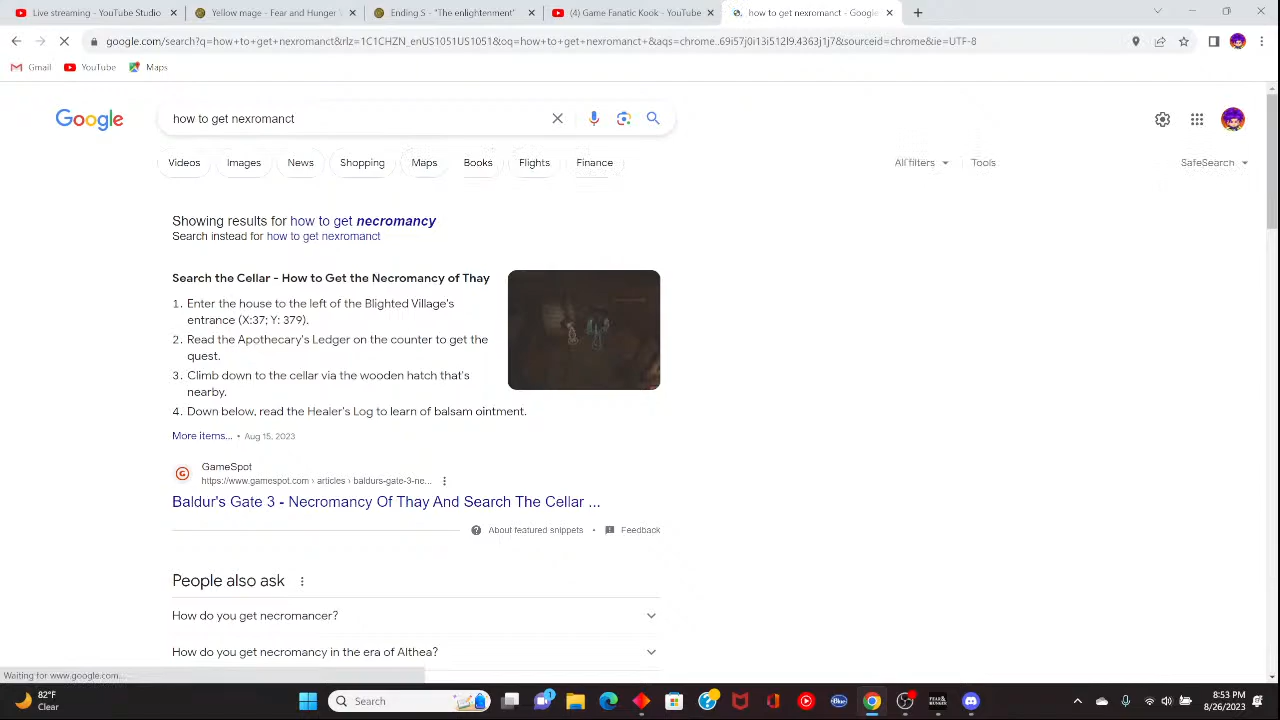 Live streaming - YouTube Studio
Yellow mage - Fear and Hunger
Ending S - "Therenlightenment"
(4) Game Fanatic Kook - YouTube
how to get nexromanct - Google
google.com/search?q=how+to+get+nexromanct&rlz=1C1CHZN_enUS1051US1051&oq=how+to+get+nexromanct+&aqs=chrome..69i57j0i13i512l9.4363j1j7&sourceid=chrome&ie=UTF-8
Gmail YouTube Maps
Google
how to get nexromanct
Videos Images News Shopping Maps Books Flights Finance All filters Tools SafeSearch
Showing results for how to get necromancy
Search instead for how to get nexromanct
Search the Cellar - How to Get the Necromancy of Thay
1. Enter the house to the left of the Blighted Village's
entrance (X:37; Y: 379).
2. Read the Apothecary's Ledger on the counter to get the
quest.
3. Climb down to the cellar via the wooden hatch that's
nearby.
4. Down below, read the Healer's Log to learn of balsam ointment.
More items... • Aug 15, 2023
GameSpot
https://www.gamespot.com › articles › baldurs-gate-3-ne...
Baldur's Gate 3 - Necromancy Of Thay And Search The Cellar ...
About featured snippets • Feedback
People also ask
How do you get necromancer?
How do you get necromancy in the era of Althea?
Waiting for www.google.com...
82°F
Clear
Search
FEAR & HUNGER
8:53 PM
8/26/2023